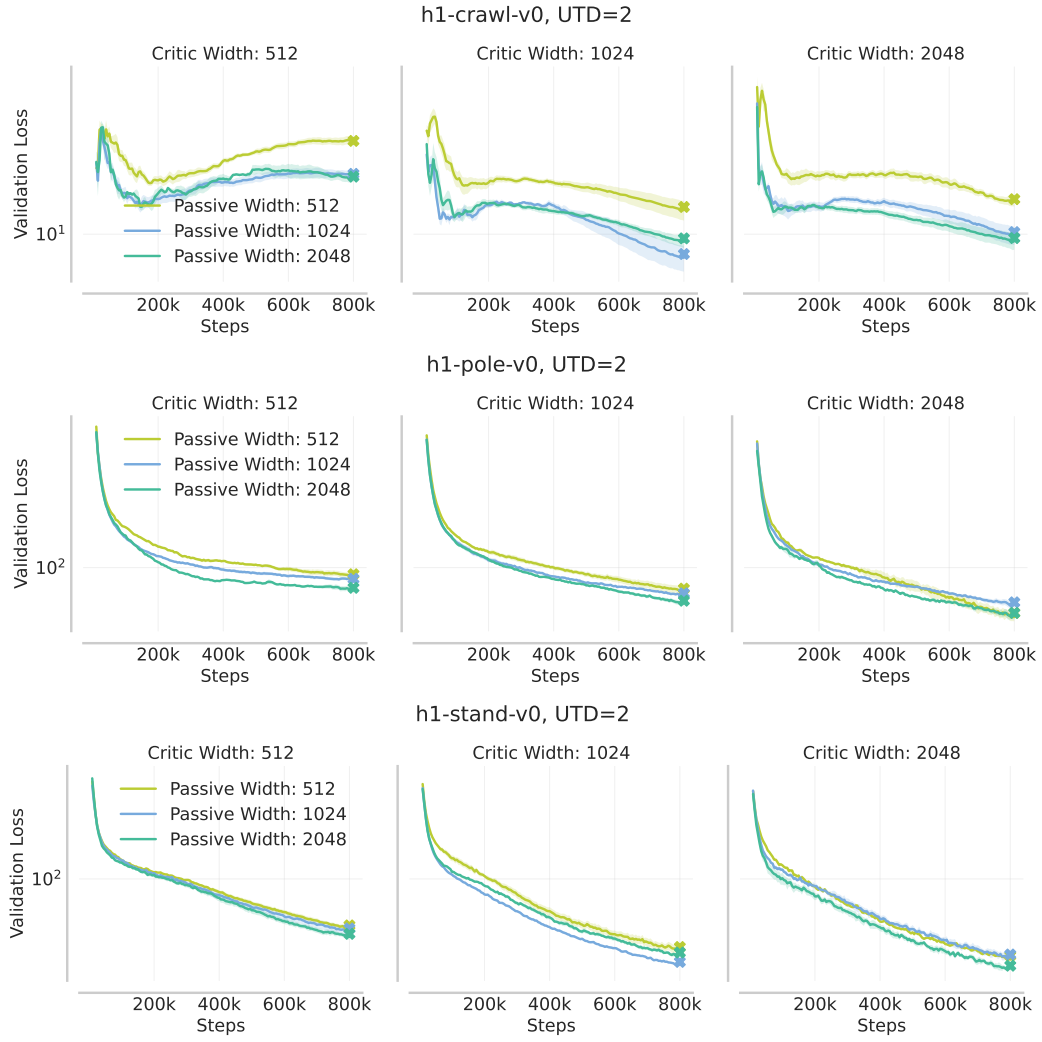 h1-crawl-v0, UTD=2
Critic Width: 512
Critic Width: 1024
Critic Width: 2048
Validation Loss
10¹
Passive Width: 512
Passive Width: 1024
Passive Width: 2048
200k 400k 600k 800k
200k 400k 600k 800k
200k 400k 600k 800k
Steps
Steps
Steps
h1-pole-v0, UTD=2
Critic Width: 512
Critic Width: 1024
Critic Width: 2048
Validation Loss
10²
Passive Width: 512
Passive Width: 1024
Passive Width: 2048
200k 400k 600k 800k
200k 400k 600k 800k
200k 400k 600k 800k
Steps
Steps
Steps
h1-stand-v0, UTD=2
Critic Width: 512
Critic Width: 1024
Critic Width: 2048
Validation Loss
10²
Passive Width: 512
Passive Width: 1024
Passive Width: 2048
200k 400k 600k 800k
200k 400k 600k 800k
200k 400k 600k 800k
Steps
Steps
Steps